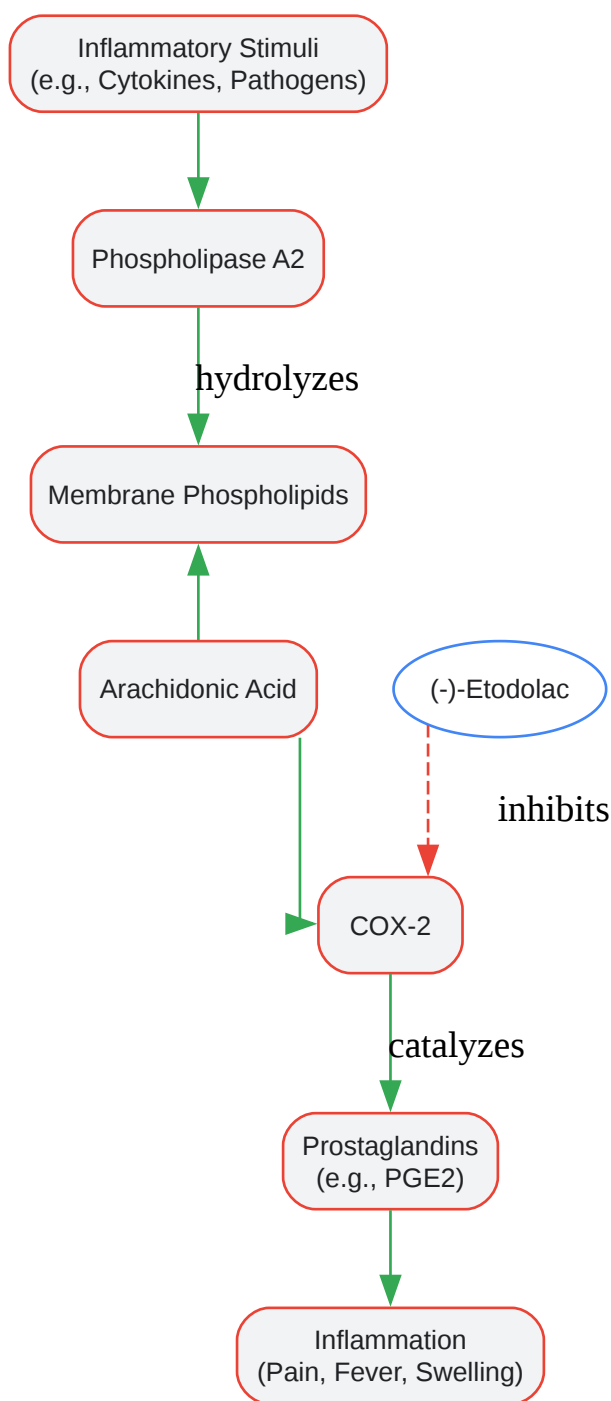 Inflammatory Stimuli
(e.g., Cytokines, Pathogens)
Phospholipase A2
hydrolyzes
Membrane Phospholipids
Arachidonic Acid
(-)-Etodolac
inhibits
COX-2
catalyzes
Prostaglandins
(e.g., PGE2)
Inflammation
(Pain, Fever, Swelling)